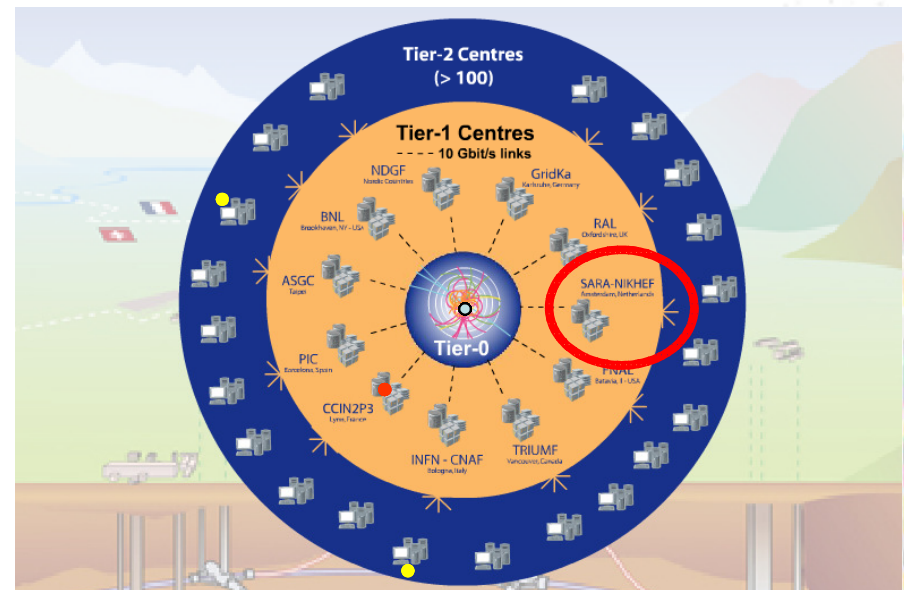 Tier-2 Centres
(> 100)
Tier-1 Centres
10 Gbit/s links
NDGF
Nordic Countries
GridKa
Karlsruhe, Germany
BNL
Brookhaven, NY - USA
RAL
Oxfordshire, UK
ASGC
Taipei
SARA-NIKHEF
Amsterdam, Netherlands
Tier-0
PIC
Barcelona, Spain
FNAL
Batavia, Il - USA
CCIN2P3
Lyon, France
INFN - CNAF
Bologna, Italy
TRIUMF
Vancouver, Canada